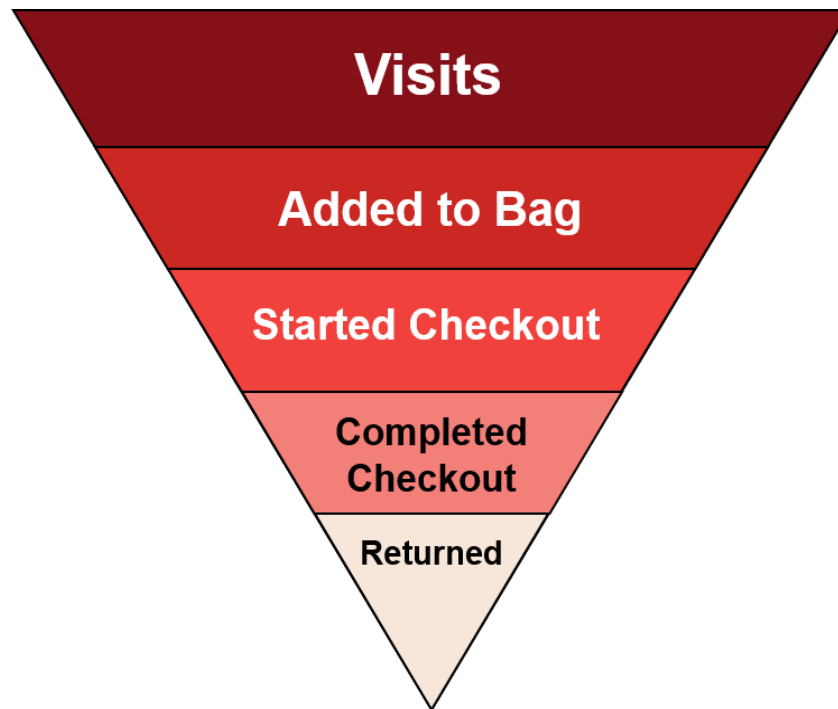 Visits
Added to Bag
Started Checkout
Completed
Checkout
Returned